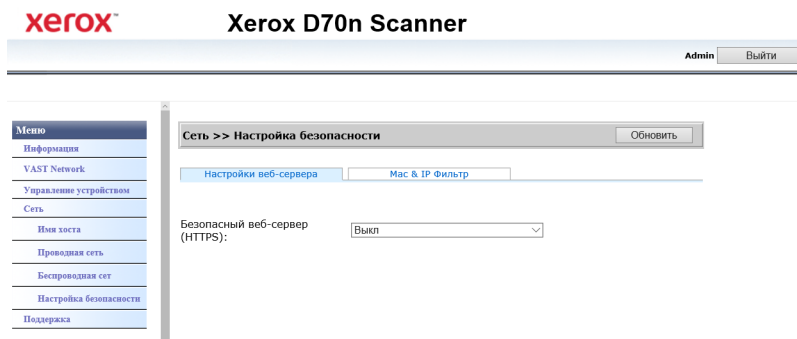 xerox™
Xerox D70n Scanner
Admin Выйти
Меню
Информация
VAST Network
Управление устройством
Сеть
Имя хоста
Проводная сеть
Беспроводная сет
Настройка безопасности
Поддержка
Сеть >> Настройка безопасности Обновить
Настройки веб-сервера Mac & IP Фильтр
Безопасный веб-сервер
(HTTPS): Выкл